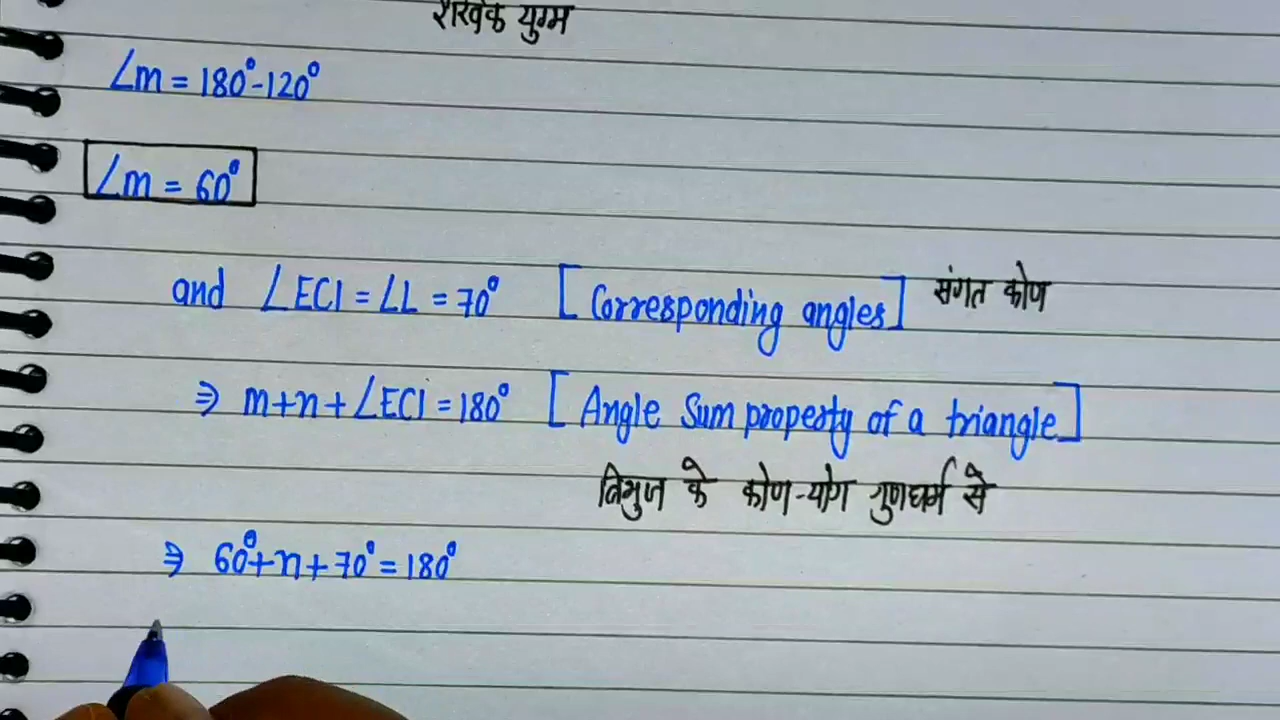 रैखिक युग्म
∠m = 180°-120°
∠m = 60°
and ∠ECI = ∠L = 70° [Corresponding angles] संगत कोण
⇒ m+n+∠ECI = 180° [Angle Sum property of a triangle]
त्रिभुज के कोण-योग गुणधर्म से
⇒ 60°+n+70° = 180°